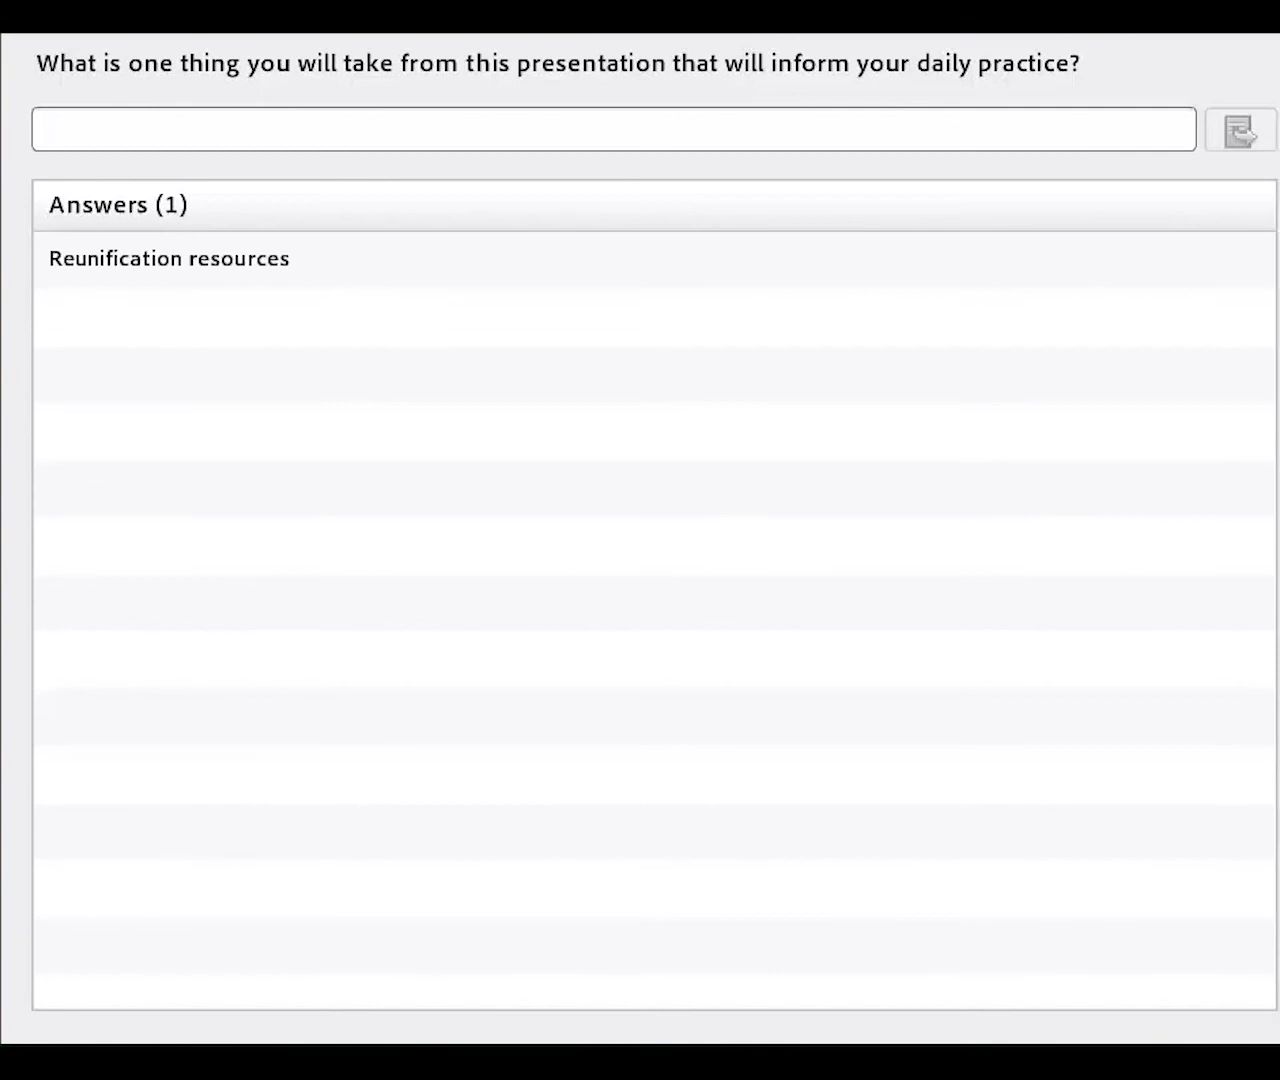 What is one thing you will take from this presentation that will inform your daily practice?
Answers (1)
Reunification resources